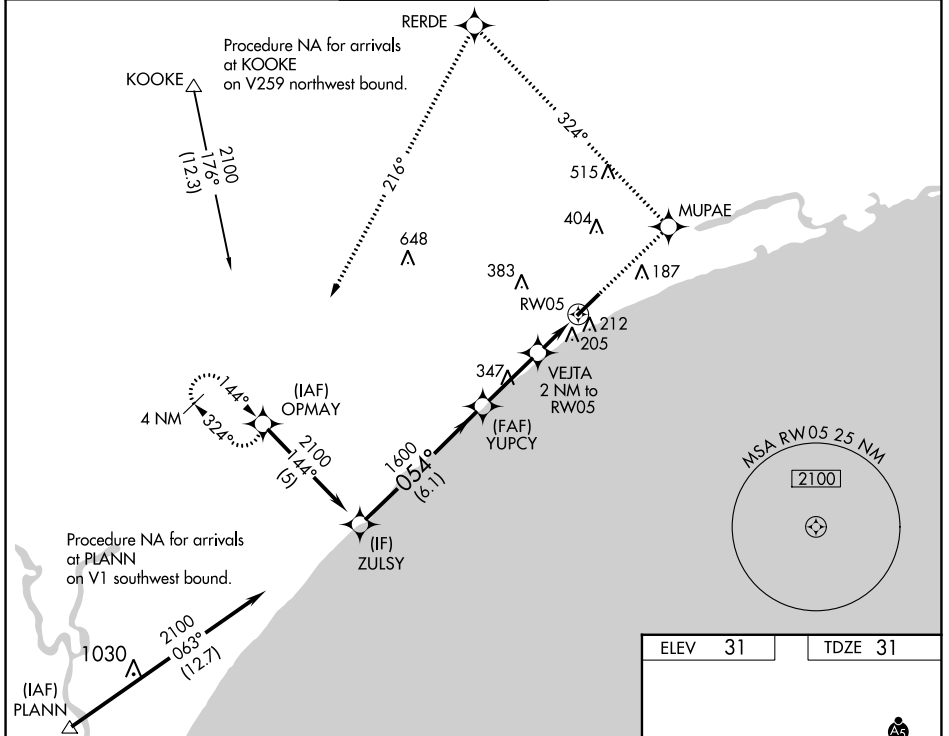 RERDE
Procedure NA for arrivals
at KOOKE
on V259 northwest bound.
KOOKE
2100
176°
(12.3)
216°
324°
515
404
MUPAE
648
383
187
RW05
212
205
347
VEJTA
2 NM to
RW05
(FAF)
YUPCY
(IAF)
OPMAY
144°
4 NM
324°
2100
144°
(5)
1600
054°
(6.1)
(IF)
ZULSY
MSA RW05 25 NM
2100
Procedure NA for arrivals
at PLANN
on V1 southwest bound.
2100
063°
(12.7)
1030
(IAF)
PLANN
ELEV 31
TDZE 31
A5